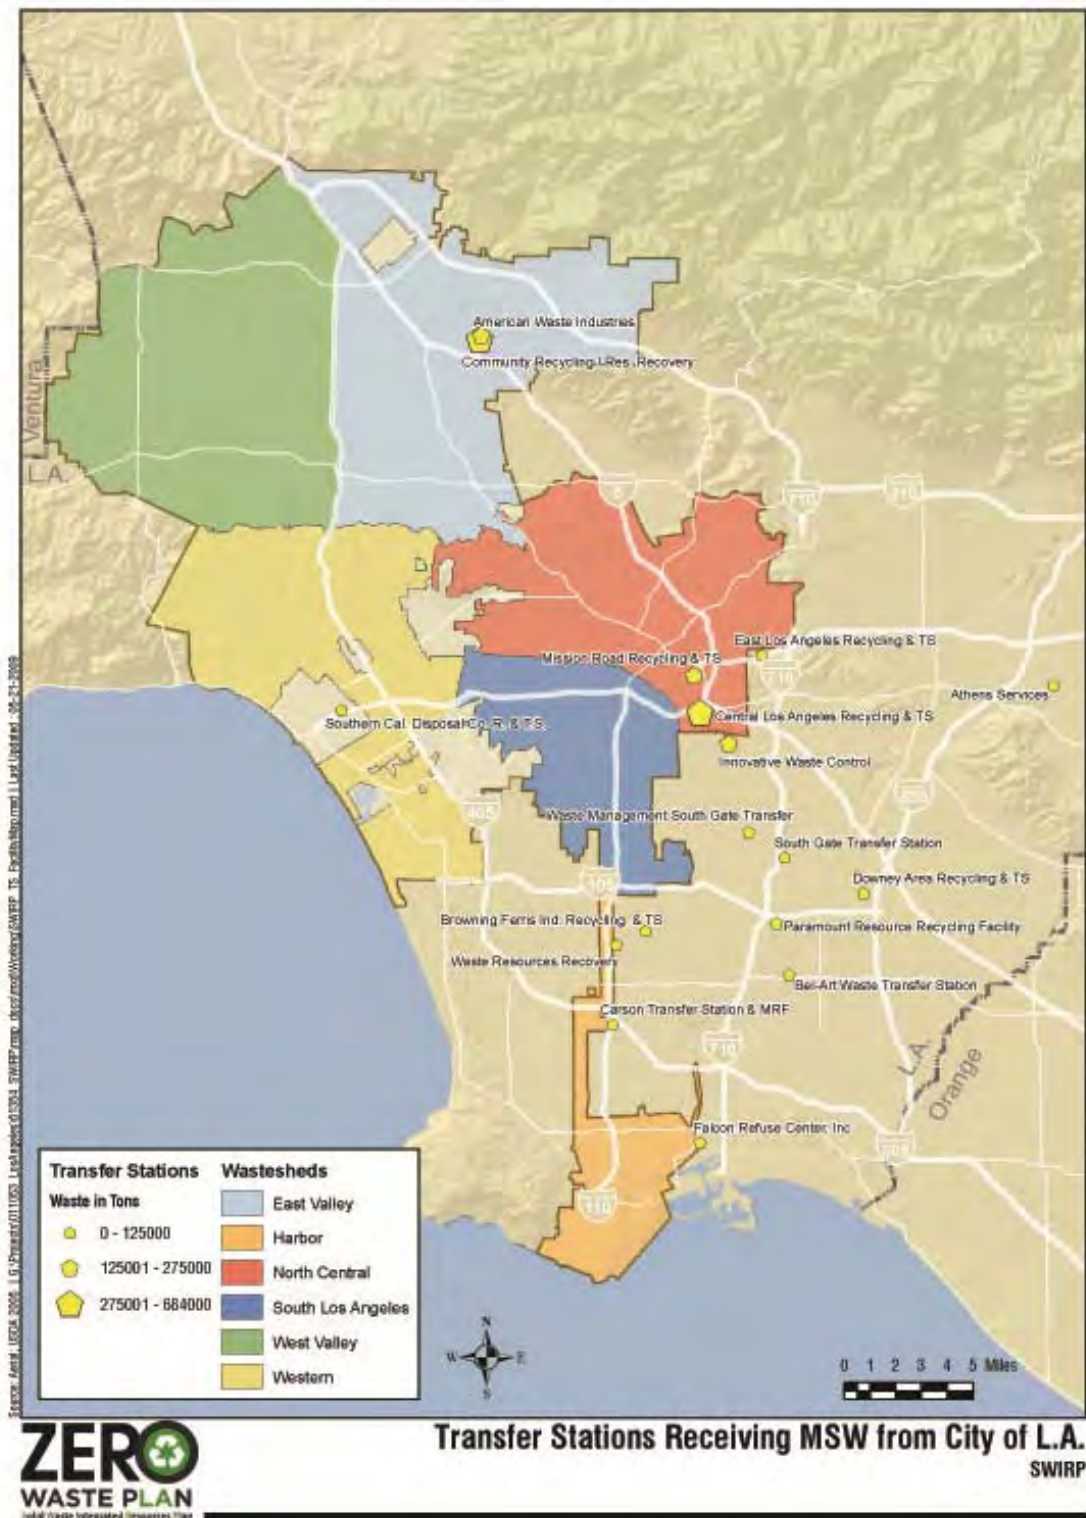 Ventura
L.A.
American Waste Industries
Community Recycling / Res. Recovery
5
210
210
East Los Angeles Recycling & TS
Mission Road Recycling & TS
710
Athens Services
Southern Cal. Disposal Co. R. & T.S.
Central Los Angeles Recycling & TS
Innovative Waste Control
605
405
Waste Management South Gate Transfer
South Gate Transfer Station
105
Downey Area Recycling & TS
Browning Ferris Ind. Recycling & TS
Paramount Resource Recycling Facility
Waste Resources Recovery
Bel-Art Waste Transfer Station
Carson Transfer Station & MRF
710
L.A.
Orange
Falcon Refuse Center, Inc
110
Transfer Stations
Waste in Tons
0 - 125000
125001 - 275000
275001 - 684000
Wastesheds
East Valley
Harbor
North Central
South Los Angeles
West Valley
Western
N
W E
S
0 1 2 3 4 5 Miles
ZERO
WASTE PLAN
Transfer Stations Receiving MSW from City of L.A.
SWIRP